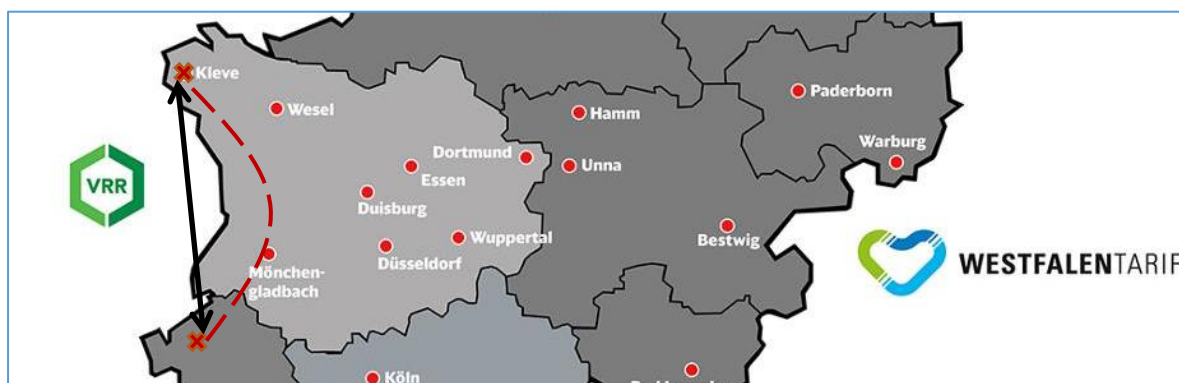 Kleve
Wesel
Hamm
Paderborn
Dortmund
Unna
Warburg
Essen
VRR
Duisburg
Wuppertal
Bestwig
Düsseldorf
Mönchen-
gladbach
WESTFALENTARIF
Köln